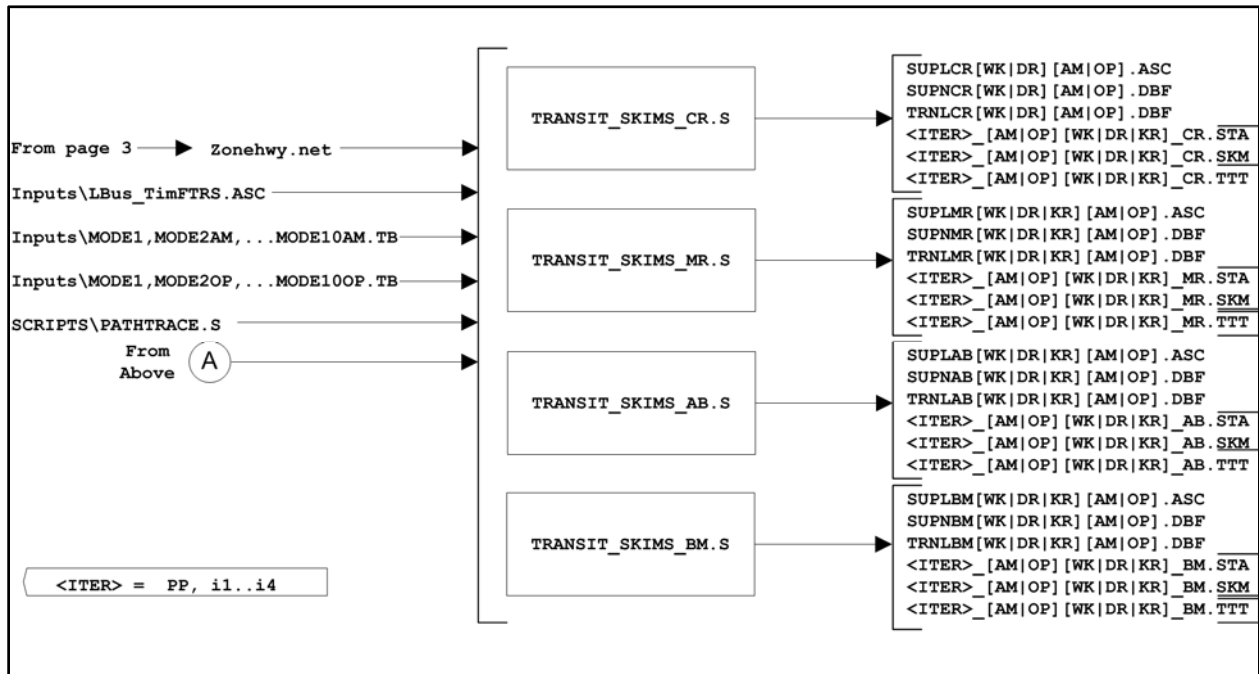 From page 3
Zonehwy.net
Inputs\LBus_TimFTRS.ASC
Inputs\MODE1,MODE2AM,...MODE10AM.TB
Inputs\MODE1,MODE2OP,...MODE10OP.TB
SCRIPTS\PATHTRACE.S
From
Above
A
<ITER> = PP, i1..i4
TRANSIT_SKIMS_CR.S
TRANSIT_SKIMS_MR.S
TRANSIT_SKIMS_AB.S
TRANSIT_SKIMS_BM.S
SUPLCR[WK|DR][AM|OP].ASC
SUPNCR[WK|DR][AM|OP].DBF
TRNLCR[WK|DR][AM|OP].DBF
<ITER>_[AM|OP][WK|DR|KR]_CR.STA
<ITER>_[AM|OP][WK|DR|KR]_CR.SKM
<ITER>_[AM|OP][WK|DR|KR]_CR.TTT
SUPLMR[WK|DR|KR][AM|OP].ASC
SUPNMR[WK|DR|KR][AM|OP].DBF
TRNLMR[WK|DR|KR][AM|OP].DBF
<ITER>_[AM|OP][WK|DR|KR]_MR.STA
<ITER>_[AM|OP][WK|DR|KR]_MR.SKM
<ITER>_[AM|OP][WK|DR|KR]_MR.TTT
SUPLAB[WK|DR|KR][AM|OP].ASC
SUPNAB[WK|DR|KR][AM|OP].DBF
TRNLAB[WK|DR|KR][AM|OP].DBF
<ITER>_[AM|OP][WK|DR|KR]_AB.STA
<ITER>_[AM|OP][WK|DR|KR]_AB.SKM
<ITER>_[AM|OP][WK|DR|KR]_AB.TTT
SUPLBM[WK|DR|KR][AM|OP].ASC
SUPNBM[WK|DR|KR][AM|OP].DBF
TRNLBM[WK|DR|KR][AM|OP].DBF
<ITER>_[AM|OP][WK|DR|KR]_BM.STA
<ITER>_[AM|OP][WK|DR|KR]_BM.SKM
<ITER>_[AM|OP][WK|DR|KR]_BM.TTT